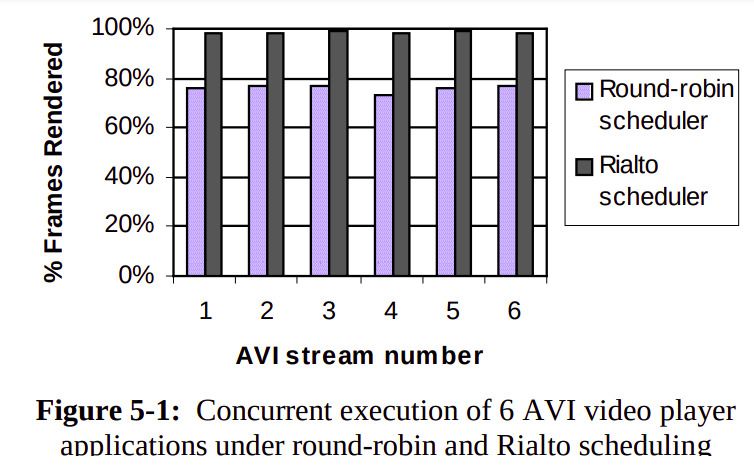 100%
80%
60%
40%
20%
0%
% Frames Rendered
1 2 3 4 5 6
AVI stream number
Round-robin
scheduler
Rialto
scheduler
Figure 5-1: Concurrent execution of 6 AVI video player
applications under round-robin and Rialto scheduling